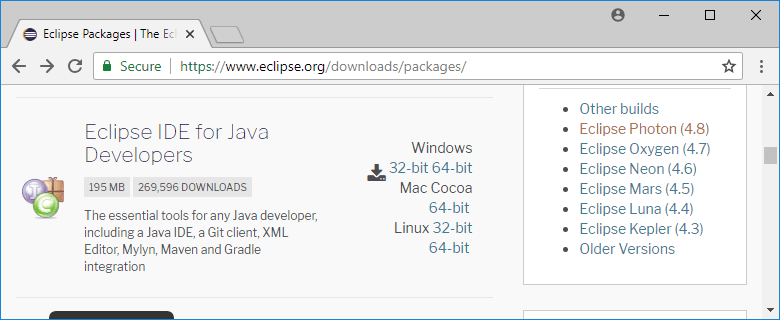 Eclipse Packages | The Ecl
Secure
https://www.eclipse.org/downloads/packages/
Eclipse IDE for Java
Developers
195 MB
269,596 DOWNLOADS
The essential tools for any Java developer,
including a Java IDE, a Git client, XML
Editor, Mylyn, Maven and Gradle
integration
Windows
32-bit 64-bit
Mac Cocoa
64-bit
Linux 32-bit
64-bit
Other builds
Eclipse Photon (4.8)
Eclipse Oxygen (4.7)
Eclipse Neon (4.6)
Eclipse Mars (4.5)
Eclipse Luna (4.4)
Eclipse Kepler (4.3)
Older Versions